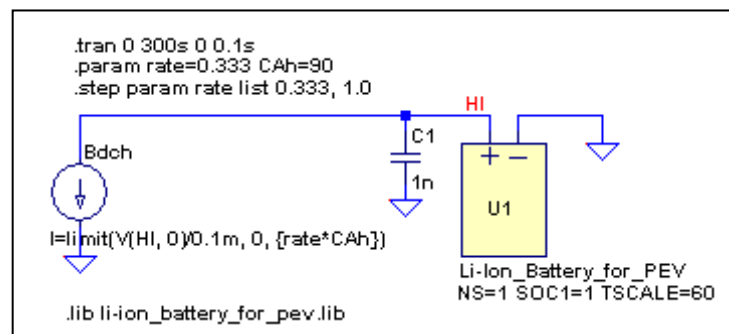 .tran 0 300s 0 0.1s
.param rate=0.333 CAh=90
.step param rate list 0.333, 1.0
HI
Bdch
C1
1n
+ −
U1
I=limit(V(HI, 0)/0.1m, 0, {rate*CAh})
Li-Ion_Battery_for_PEV
NS=1 SOC1=1 TSCALE=60
.lib li-ion_battery_for_pev.lib